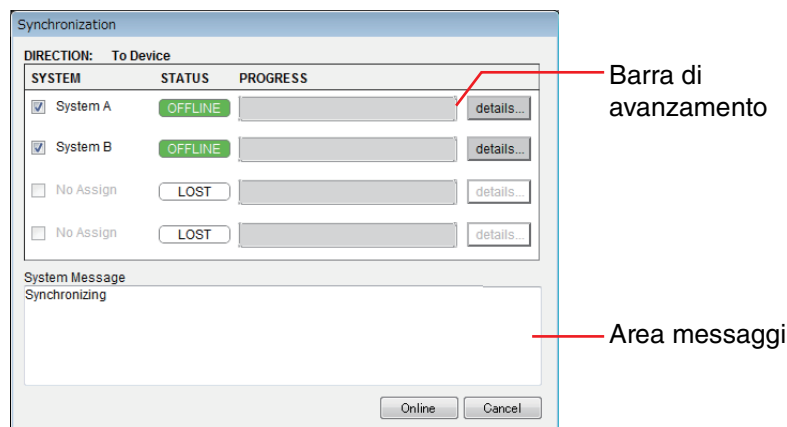 Synchronization
DIRECTION: To Device
SYSTEM STATUS PROGRESS
System A OFFLINE details...
System B OFFLINE details...
No Assign LOST details...
No Assign LOST details...
System Message
Synchronizing
Online Cancel
Barra di
avanzamento
Area messaggi